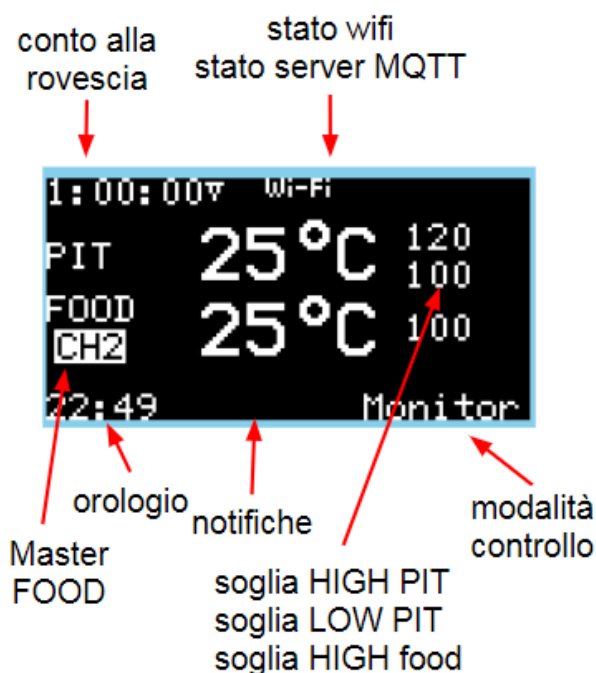 conto alla
rovescia
stato wifi
stato server MQTT
1:00:00▿ Wi-Fi
PIT 25°C 120
100
FOOD 25°C 100
CH2
22:49 Monitor
orologio
notifiche
modalità
controllo
Master
FOOD
soglia HIGH PIT
soglia LOW PIT
soglia HIGH food